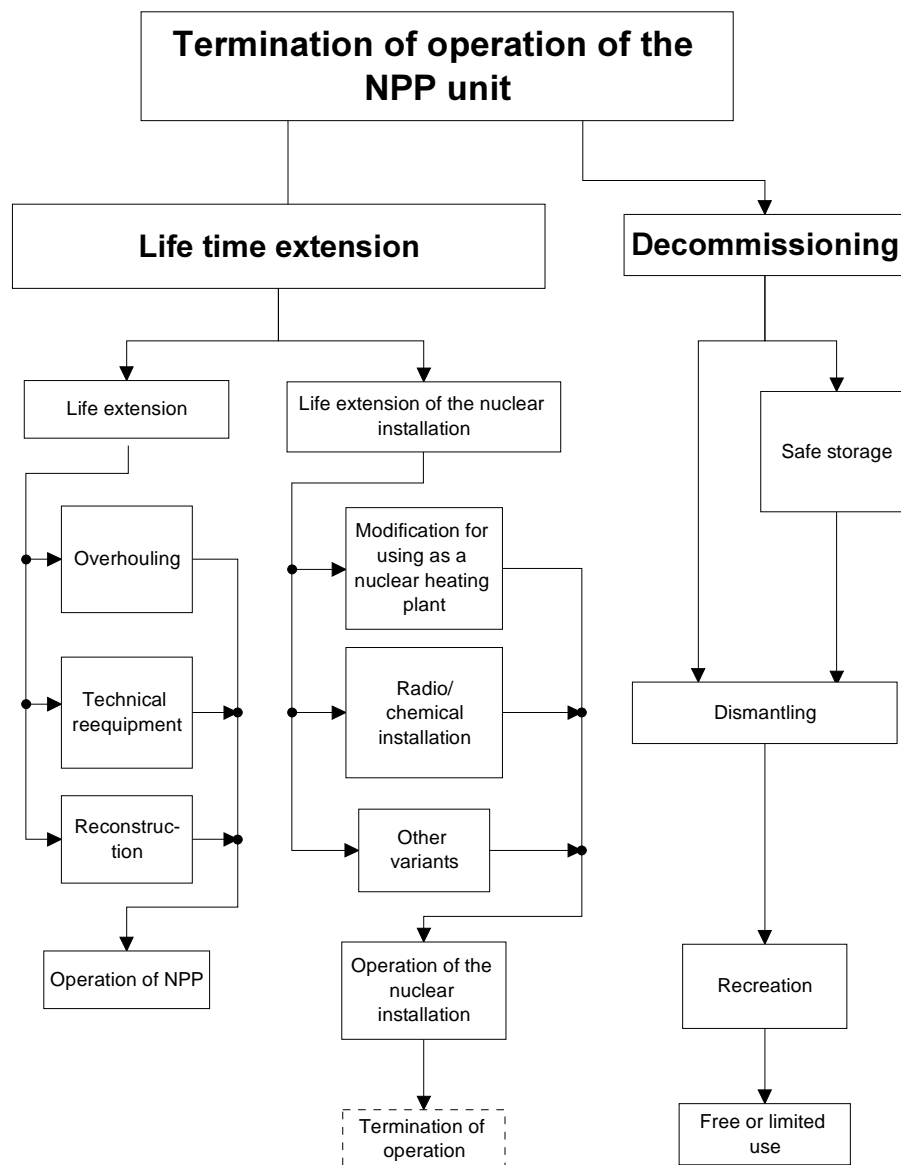 Termination of operation of the
NPP unit
Life time extension
Decommissioning
Life extension
Life extension of the nuclear
installation
Safe storage
Overhouling
Modification for
using as a
nuclear heating
plant
Technical
reequipment
Radio/
chemical
installation
Dismantling
Reconstruc-
tion
Other
variants
Operation of NPP
Operation of the
nuclear
installation
Recreation
Termination of
operation
Free or limited
use